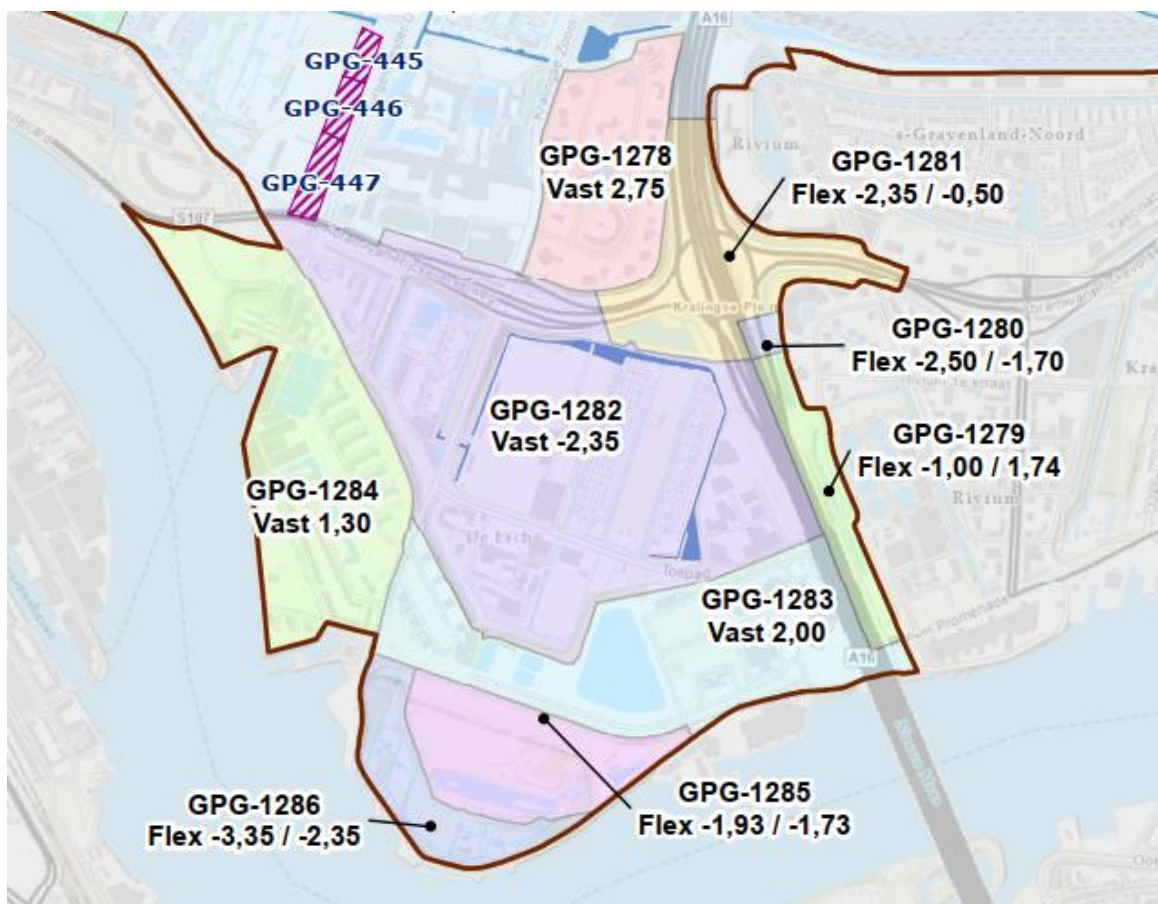 A16
GPG-445
GPG-446
GPG-447
S107
GPG-1278
Vast 2,75
Rivium
s-Gravenland-Noord
GPG-1281
Flex -2,35 / -0,50
Kralingse Plein
GPG-1280
Flex -2,50 / -1,70
GPG-1282
Vast -2,35
GPG-1279
Flex -1,00 / 1,74
Rivium
GPG-1284
Vast 1,30
De Esch
Toepad
GPG-1283
Vast 2,00
Promenade
A16
GPG-1285
Flex -1,93 / -1,73
GPG-1286
Flex -3,35 / -2,35